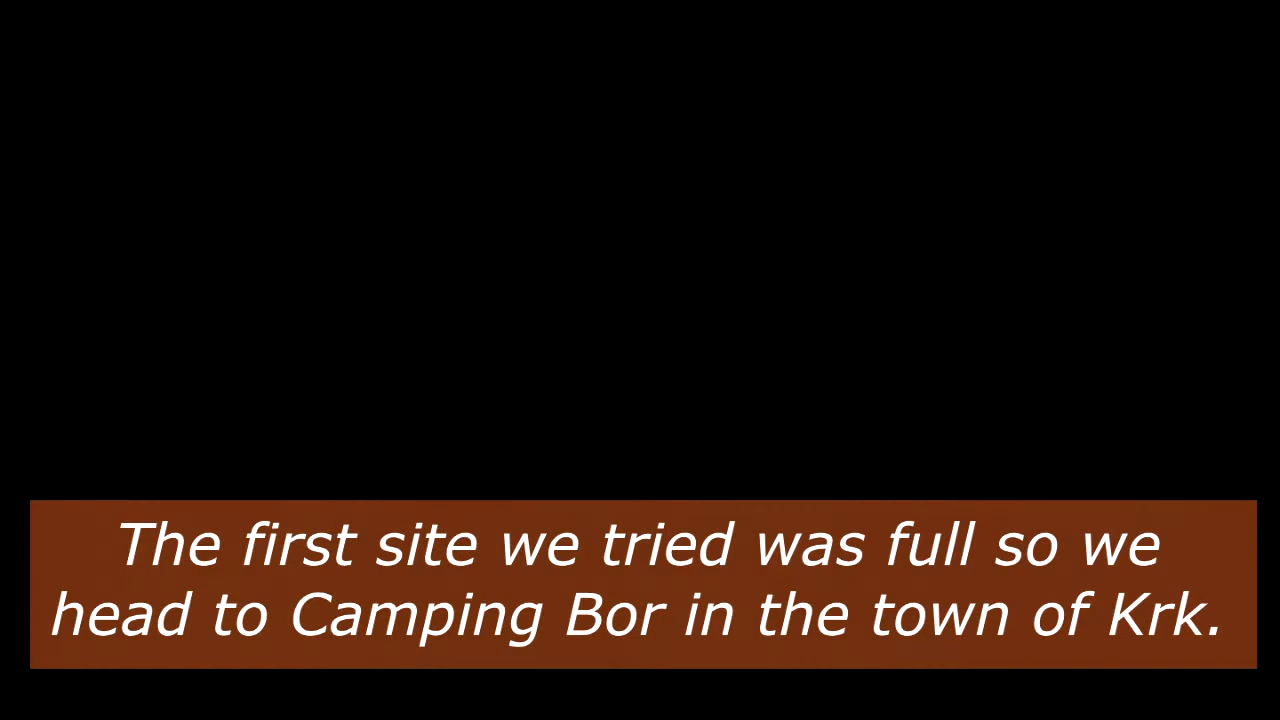 The first site we tried was full so we
head to Camping Bor in the town of Krk.